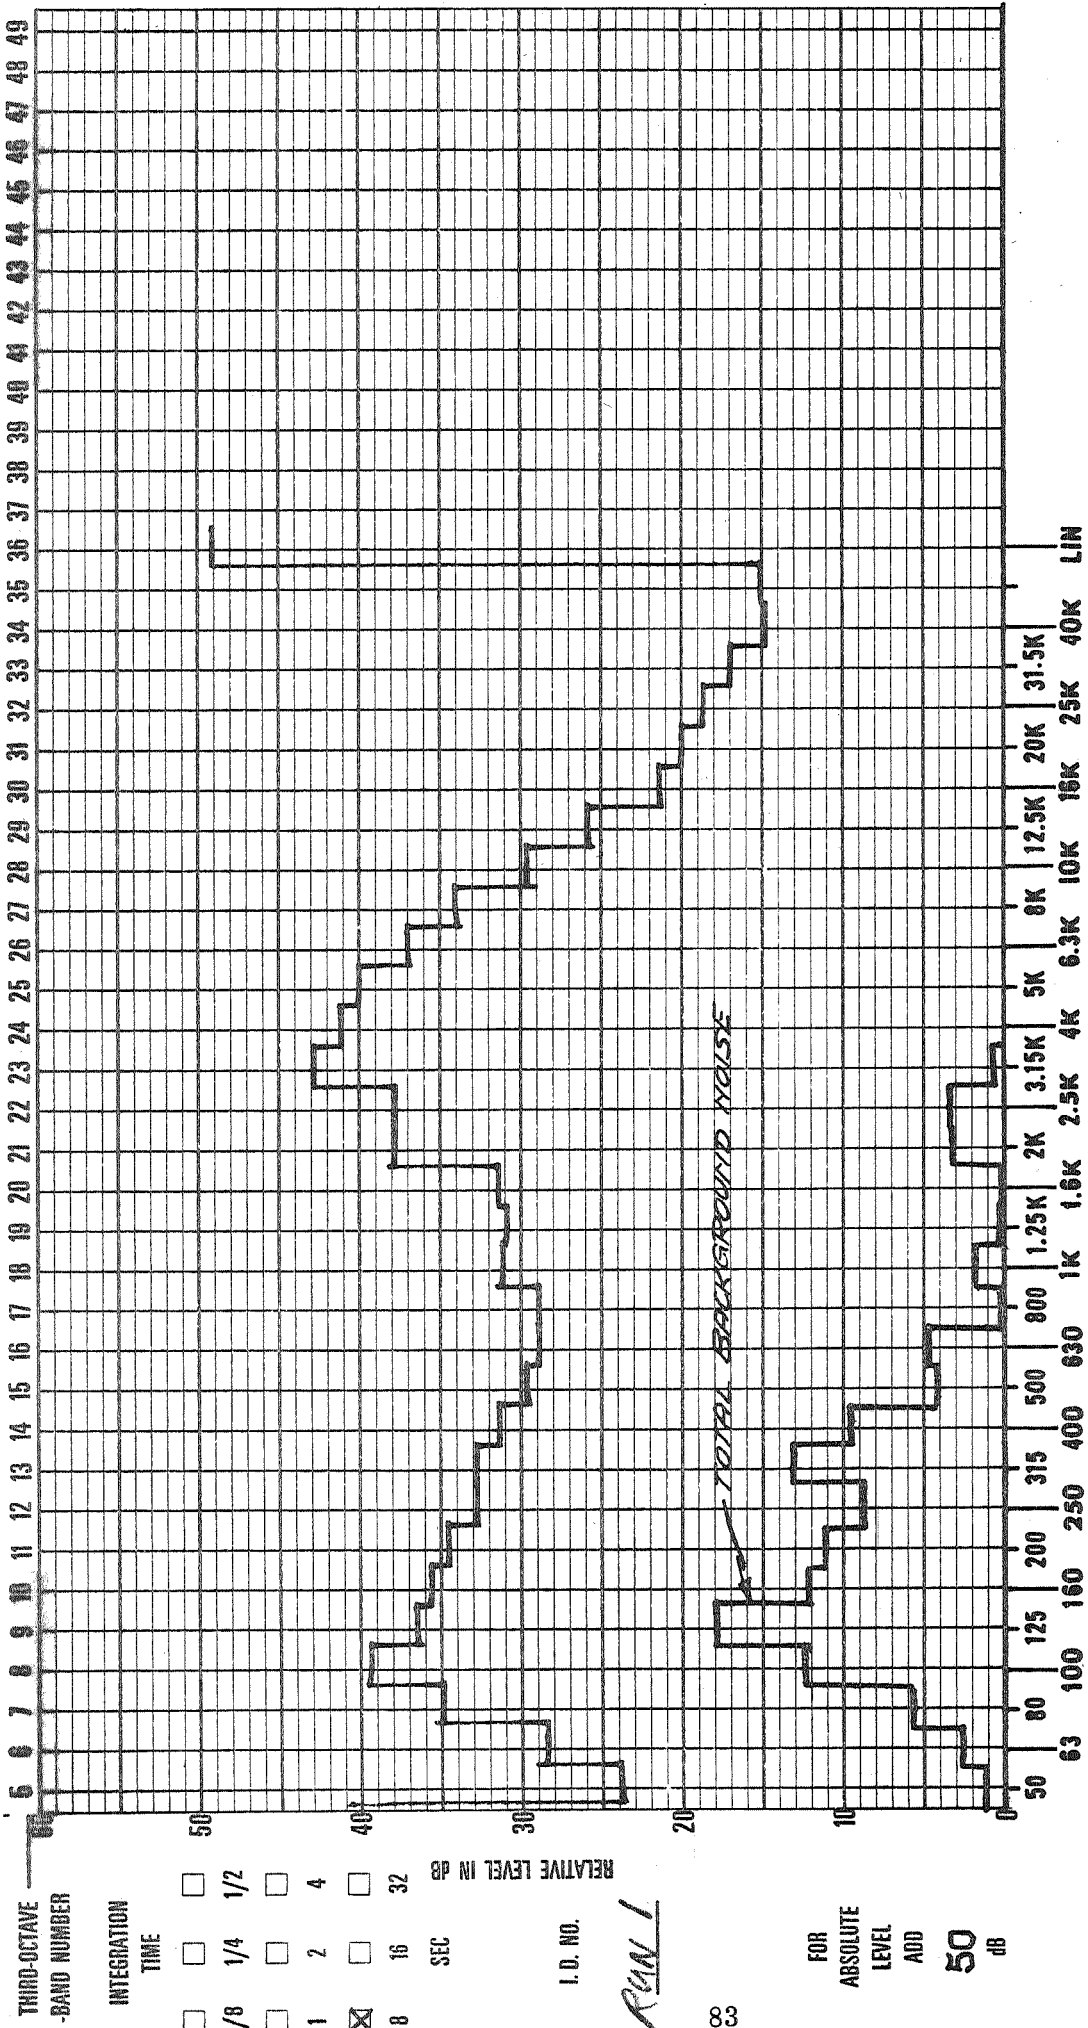 THIRD-OCTAVE
-BAND NUMBER
5 6 7 8 9 10 11 12 13 14 15 16 17 18 19 20 21 22 23 24 25 26 27 28 29 30 31 32 33 34 35 36 37 38 39 40 41 42 43 44 45 46 47 48 49
INTEGRATION
TIME
/8 1/4 1/2
1 2 4
8 16 32
SEC
I. D. NO.
RUN 1
83
FOR
ABSOLUTE
LEVEL
ADD
50
dB
RELATIVE LEVEL IN dB
50
40
30
20
10
0
TOTAL BACKGROUND NOISE
50 80 125 200 315 500 800 1.25K 2K 3.15K 5K 8K 12.5K 20K 31.5K
63 100 160 250 400 630 1K 1.6K 2.5K 4K 6.3K 10K 16K 25K 40K LIN